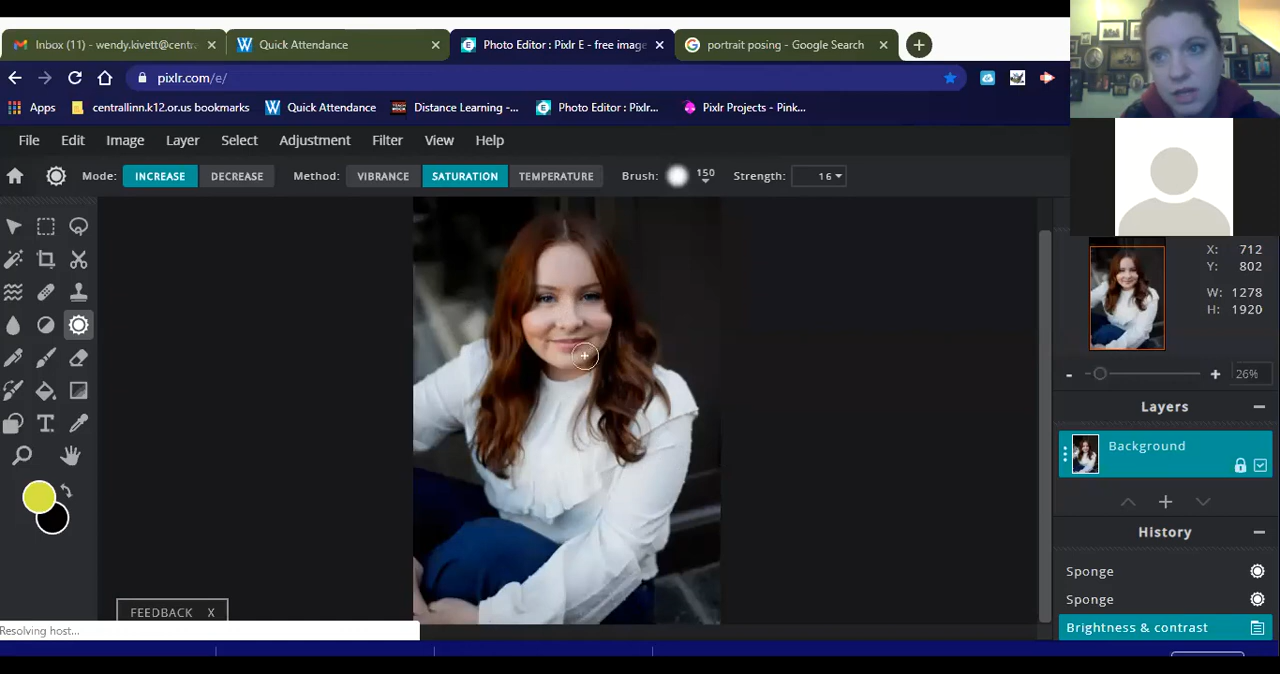 Inbox (11) - wendy.kivett@centra
Quick Attendance
Photo Editor : Pixlr E - free image
portrait posing - Google Search
pixlr.com/e/
Apps
centrallinn.k12.or.us bookmarks
Quick Attendance
Distance Learning -...
Photo Editor : Pixlr...
Pixlr Projects - Pink...
File Edit Image Layer Select Adjustment Filter View Help
Mode: INCREASE DECREASE Method: VIBRANCE SATURATION TEMPERATURE Brush: 150 Strength: 16
X: 712
Y: 802
W: 1278
H: 1920
- + 26%
Layers
Background
History
Sponge
Sponge
Brightness & contrast
FEEDBACK X
Resolving host...